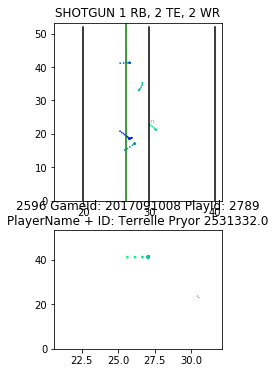 SHOTGUN 1 RB, 2 TE, 2 WR
50
40
30
20
10
0
20 30 40
2596 GameId: 2017091008 PlayId: 2789
PlayerName + ID: Terrelle Pryor 2531332.0
40
20
0
22.5 25.0 27.5 30.0